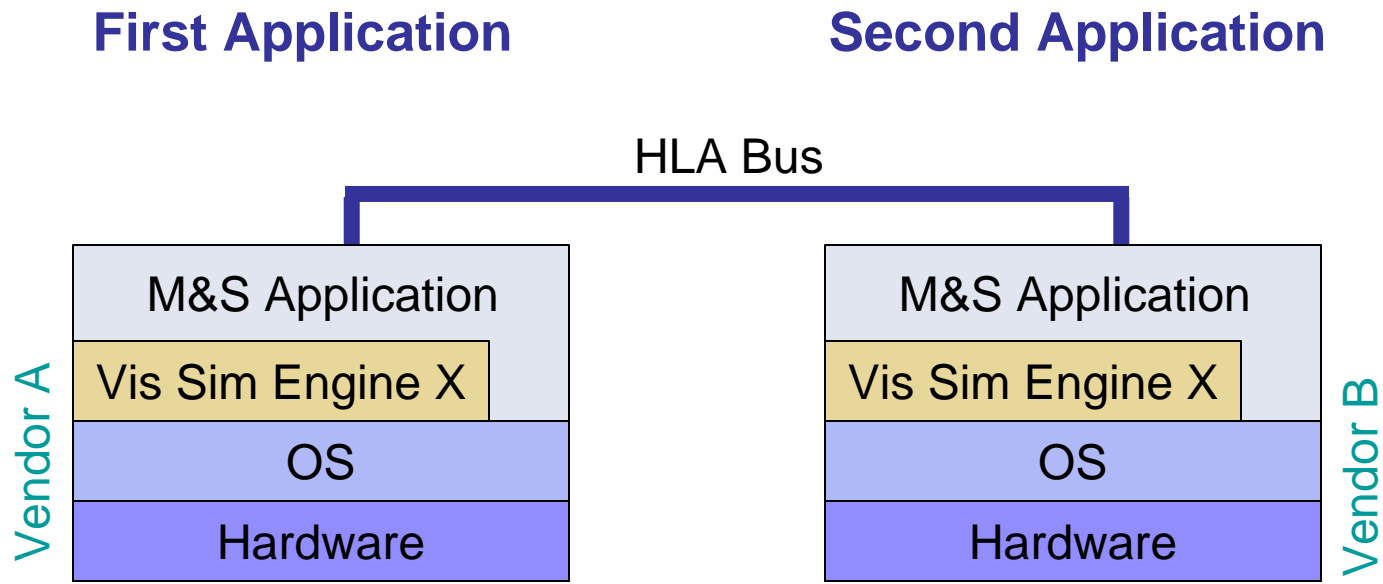 First Application
Second Application
HLA Bus
Vendor A
M&S Application
Vis Sim Engine X
OS
Hardware
M&S Application
Vis Sim Engine X
OS
Hardware
Vendor B